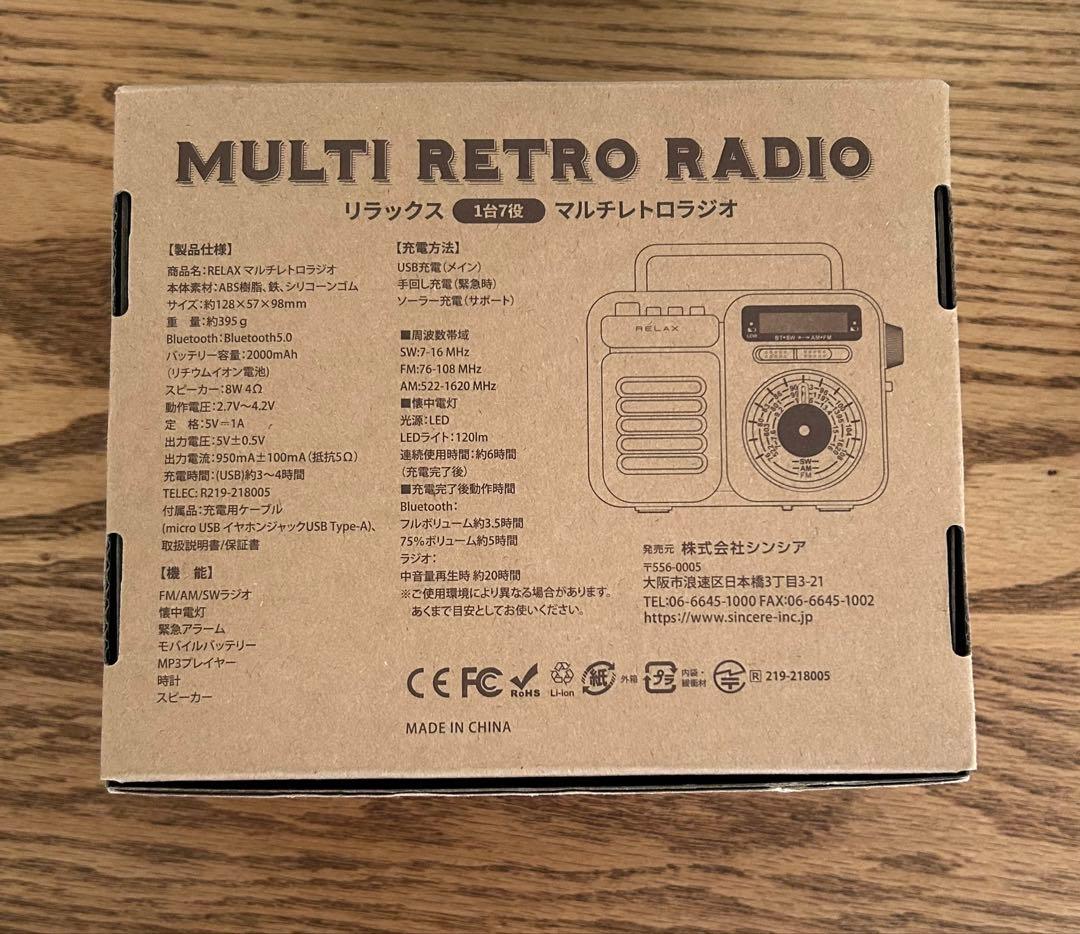 MULTI RETRO RADIO
リラックス 1台7役 マルチレトロラジオ
【製品仕様】
商品名:RELAX マルチレトロラジオ
本体素材:ABS樹脂、鉄、シリコーンゴム
サイズ:約128×57×98mm
重 量:約395g
Bluetooth:Bluetooth5.0
バッテリー容量:2000mAh
(リチウムイオン電池)
スピーカー:8W 4Ω
動作電圧:2.7V〜4.2V
定 格:5V⎓1A
出力電圧:5V±0.5V
出力電流:950mA±100mA(抵抗5Ω)
充電時間:(USB)約3〜4時間
TELEC: R219-218005
付属品:充電用ケーブル
(micro USB イヤホンジャックUSB Type-A)、
取扱説明書/保証書
【機 能】
FM/AM/SWラジオ
懐中電灯
緊急アラーム
モバイルバッテリー
MP3プレイヤー
時計
スピーカー
【充電方法】
USB充電(メイン)
手回し充電(緊急時)
ソーラー充電(サポート)
■周波数帯域
SW:7-16 MHz
FM:76-108 MHz
AM:522-1620 MHz
■懐中電灯
光源:LED
LEDライト:120lm
連続使用時間:約6時間
(充電完了後)
■充電完了後動作時間
Bluetooth:
フルボリューム約3.5時間
75%ボリューム約5時間
ラジオ:
中音量再生時 約20時間
※ご使用環境により異なる場合があります。
あくまで目安としてお使いください。
RELAX
LOW
BT•SW ←→ AM•FM
SW
AM
FM
発売元 株式会社シンシア
〒556-0005
大阪市浪速区日本橋3丁目3-21
TEL:06-6645-1000 FAX:06-6645-1002
https://www.sincere-inc.jp
CE FC RoHS Li-ion 紙 外箱 プラ 内袋・緩衝材 R 219-218005
MADE IN CHINA